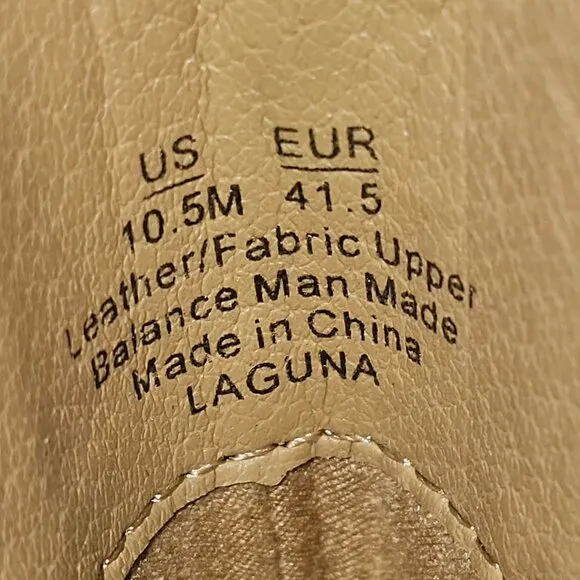 US EUR
10.5M 41.5
Leather/Fabric Upper
Balance Man Made
Made in China
LAGUNA